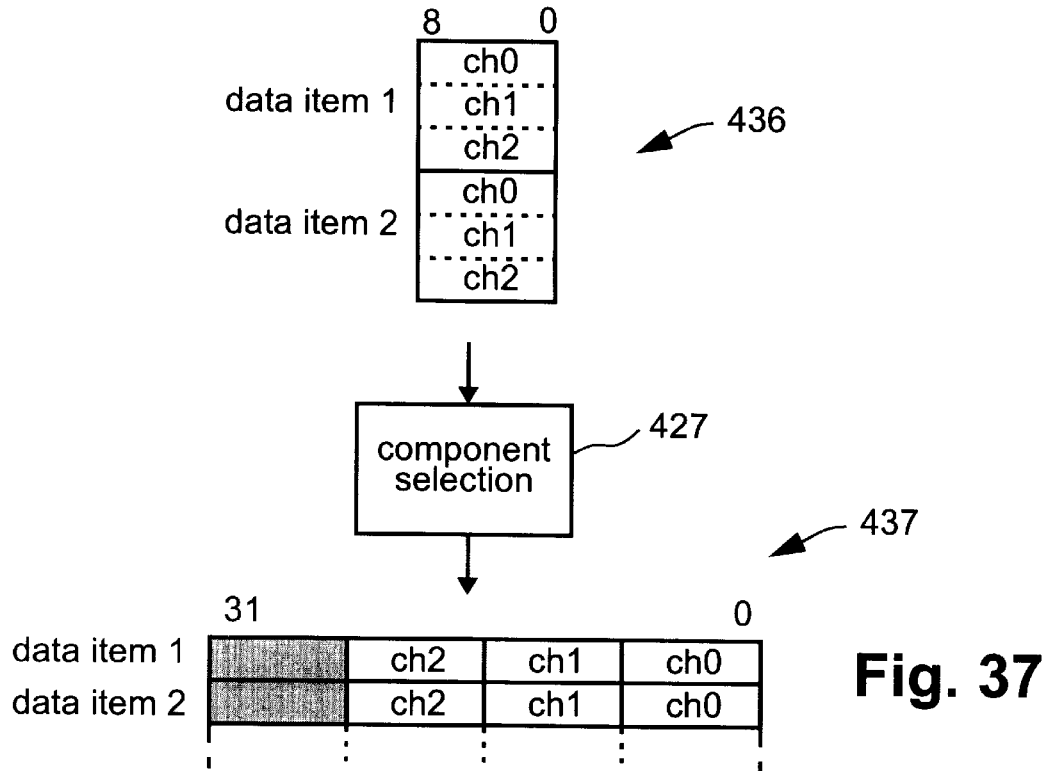 8 0
ch0
data item 1
ch1
436
ch2
ch0
data item 2
ch1
ch2
component
selection
427
437
31 0
data item 1 ch2 ch1 ch0
data item 2 ch2 ch1 ch0
Fig. 37